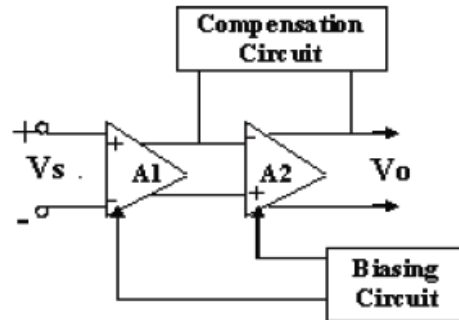 Compensation
Circuit
+
Vs
-
+
-
A1
-
+
A2
Vo
Biasing
Circuit